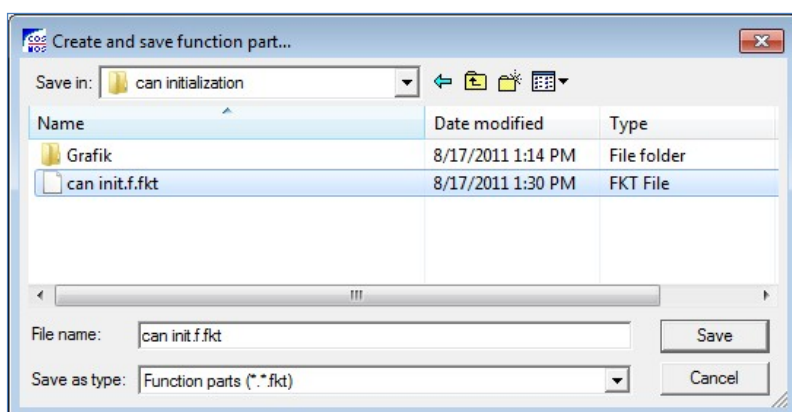 cos
nos
Create and save function part...
Save in: can initialization
Name Date modified Type
Grafik 8/17/2011 1:14 PM File folder
can init.f.fkt 8/17/2011 1:30 PM FKT File
File name: can init.f.fkt Save
Save as type: Function parts (*.*.fkt) Cancel